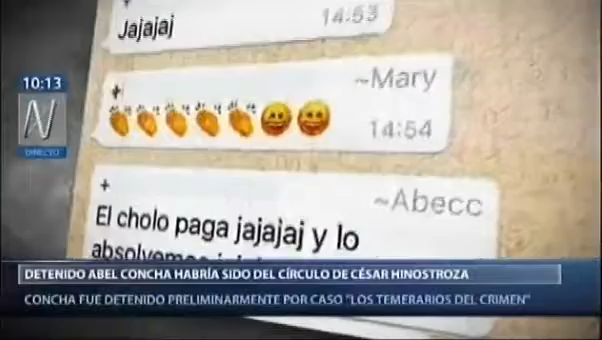 Jajajaj
14:53
10:13
~Mary
N
DIRECTO
14:54
~Abecc
El cholo paga jajajaj y lo
absolvemos
DETENIDO ABEL CONCHA HABRÍA SIDO DEL CÍRCULO DE CÉSAR HINOSTROZA
CONCHA FUE DETENIDO PRELIMINARMENTE POR CASO "LOS TEMERARIOS DEL CRIMEN"